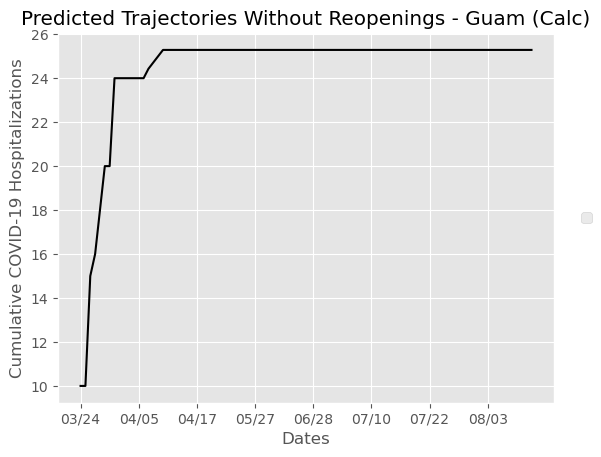 Predicted Trajectories Without Reopenings - Guam (Calc)
Cumulative COVID-19 Hospitalizations
26
24
22
20
18
16
14
12
10
03/24 04/05 04/17 05/27 06/28 07/10 07/22 08/03
Dates